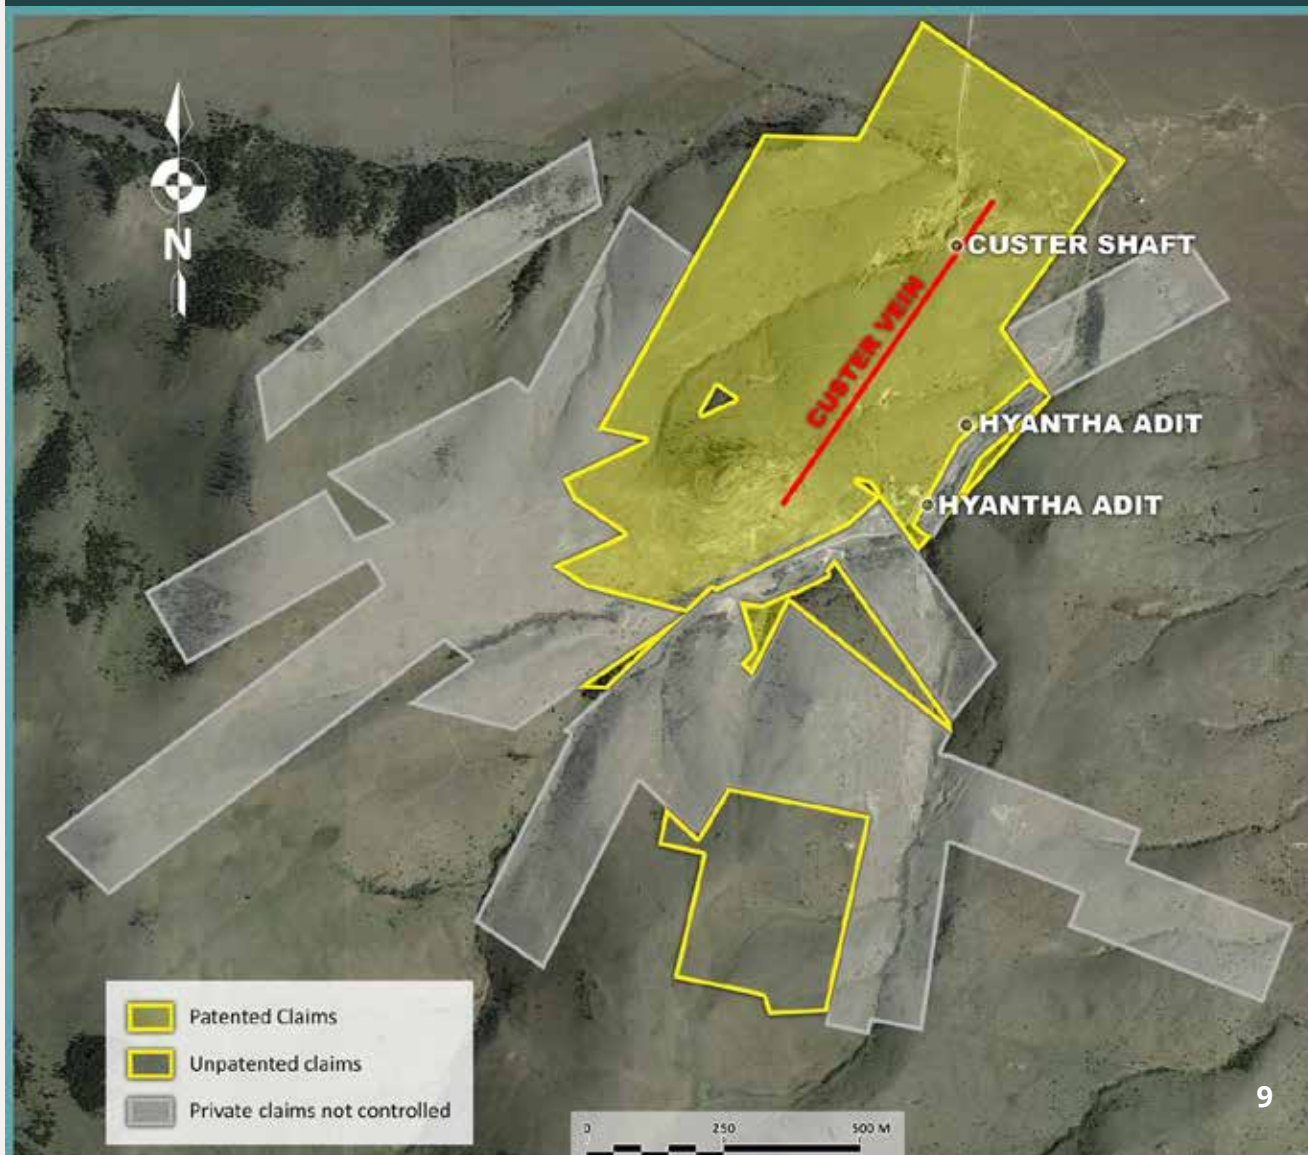 N
CUSTER SHAFT
CUSTER VEIN
HYANTHA ADIT
HYANTHA ADIT
Patented Claims
Unpatented claims
Private claims not controlled
9
0 250 500 M